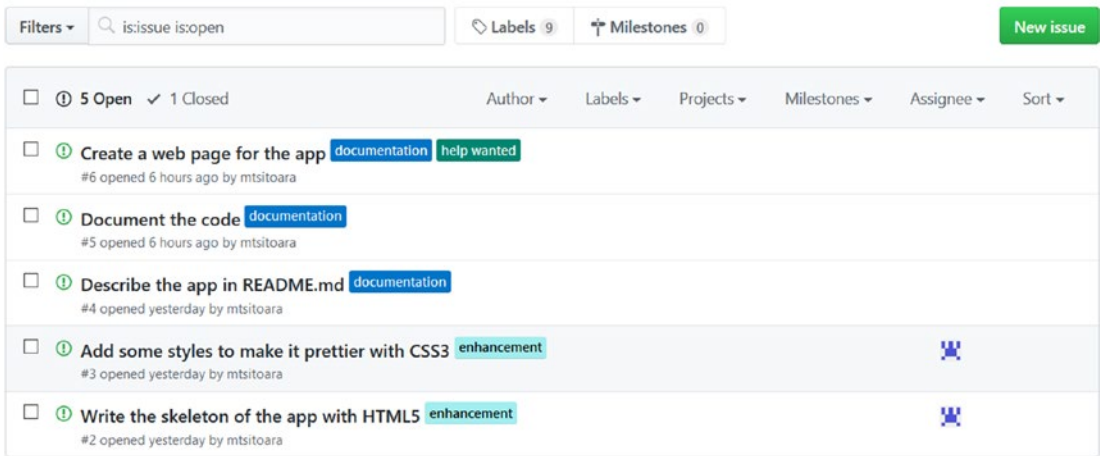 Filters is:issue is:open Labels 9 Milestones 0 New issue
5 Open 1 Closed Author Labels Projects Milestones Assignee Sort
Create a web page for the app documentation help wanted
#6 opened 6 hours ago by mtsitoara
Document the code documentation
#5 opened 6 hours ago by mtsitoara
Describe the app in README.md documentation
#4 opened yesterday by mtsitoara
Add some styles to make it prettier with CSS3 enhancement
#3 opened yesterday by mtsitoara
Write the skeleton of the app with HTML5 enhancement
#2 opened yesterday by mtsitoara